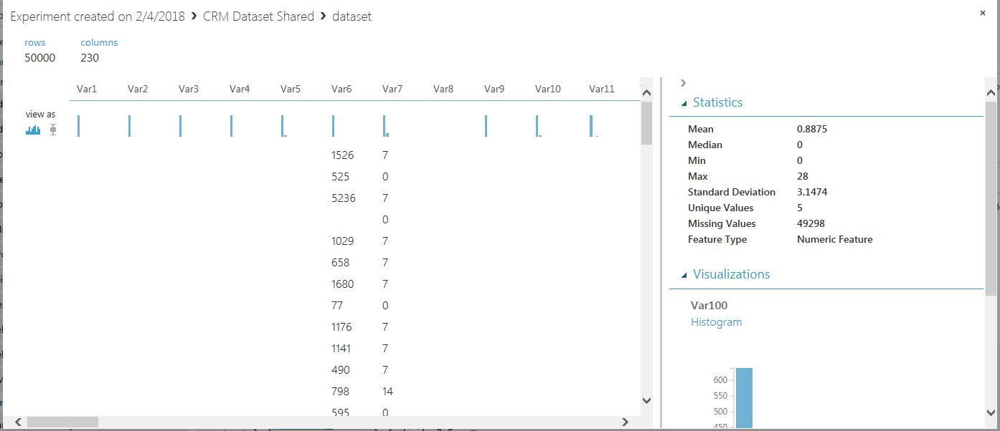 Experiment created on 2/4/2018 > CRM Dataset Shared > dataset
rows columns
50000 230
Var1 Var2 Var3 Var4 Var5 Var6 Var7 Var8 Var9 Var10 Var11
view as
1526 7
525 0
5236 7
0
1029 7
658 7
1680 7
77 0
1176 7
1141 7
490 7
798 14
595 0
Statistics
Mean 0.8875
Median 0
Min 0
Max 28
Standard Deviation 3.1474
Unique Values 5
Missing Values 49298
Feature Type Numeric Feature
Visualizations
Var100
Histogram
600
550
500
450